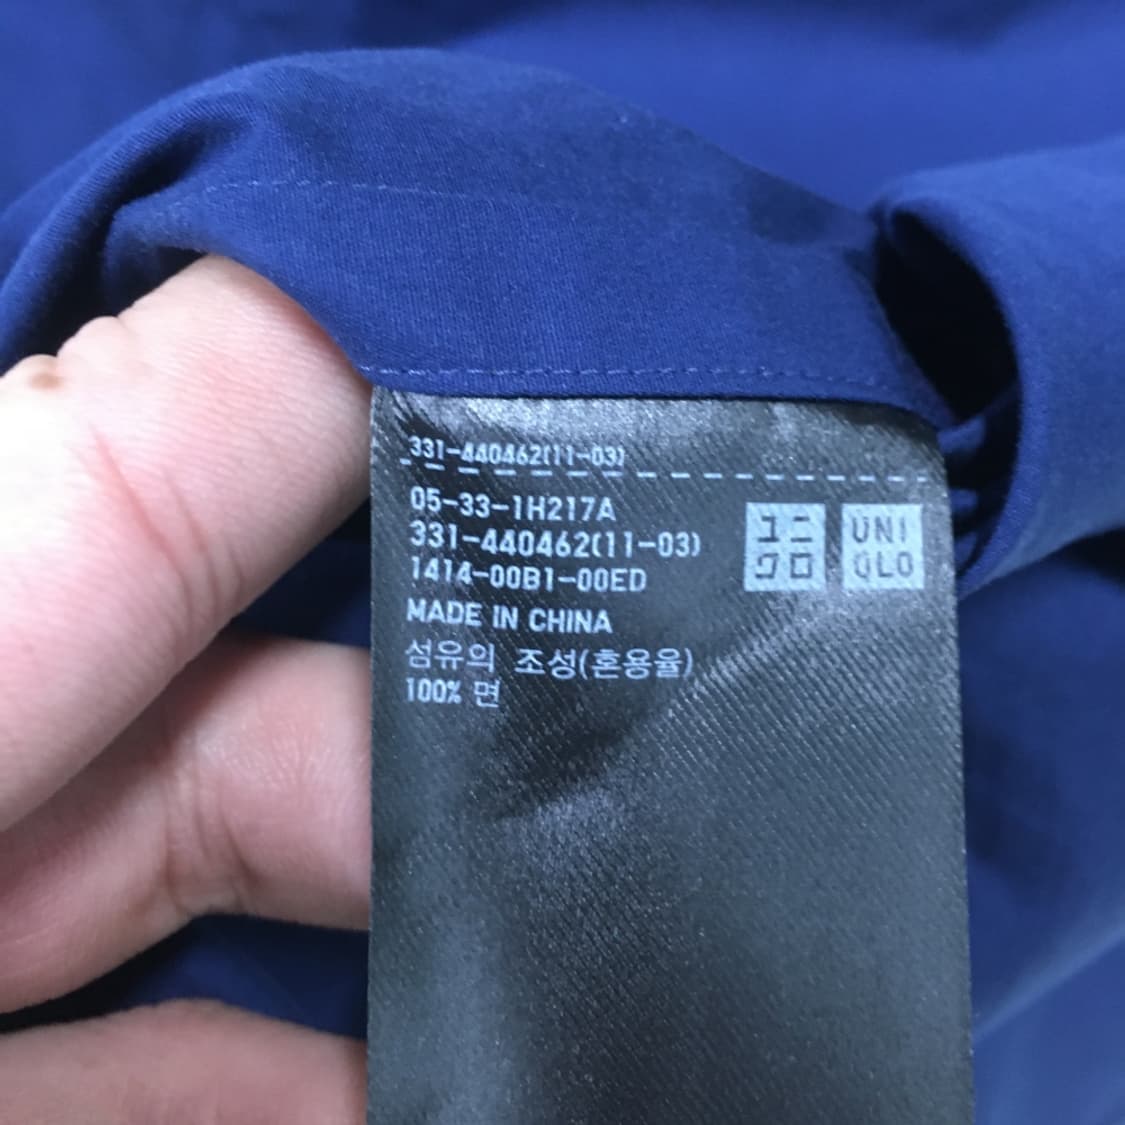 331-440462(11-03)
05-33-1H217A
331-440462(11-03)
1414-00B1-00ED
MADE IN CHINA
섬유의 조성(혼용율)
100% 면
ユニ
クロ
UNI
QLO